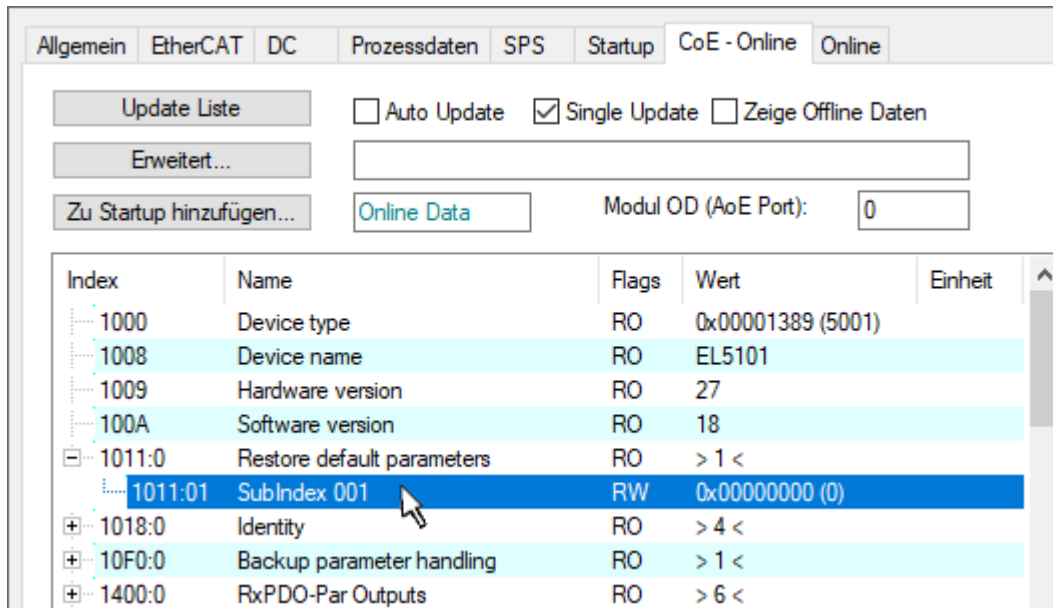 Allgemein EtherCAT DC Prozessdaten SPS Startup CoE - Online Online
Update Liste Auto Update Single Update Zeige Offline Daten
Erweitert...
Zu Startup hinzufügen... Online Data Modul OD (AoE Port): 0
Index Name Flags Wert Einheit
1000 Device type RO 0x00001389 (5001)
1008 Device name RO EL5101
1009 Hardware version RO 27
100A Software version RO 18
1011:0 Restore default parameters RO > 1 <
1011:01 SubIndex 001 RW 0x00000000 (0)
1018:0 Identity RO > 4 <
10F0:0 Backup parameter handling RO > 1 <
1400:0 RxPDO-Par Outputs RO > 6 <